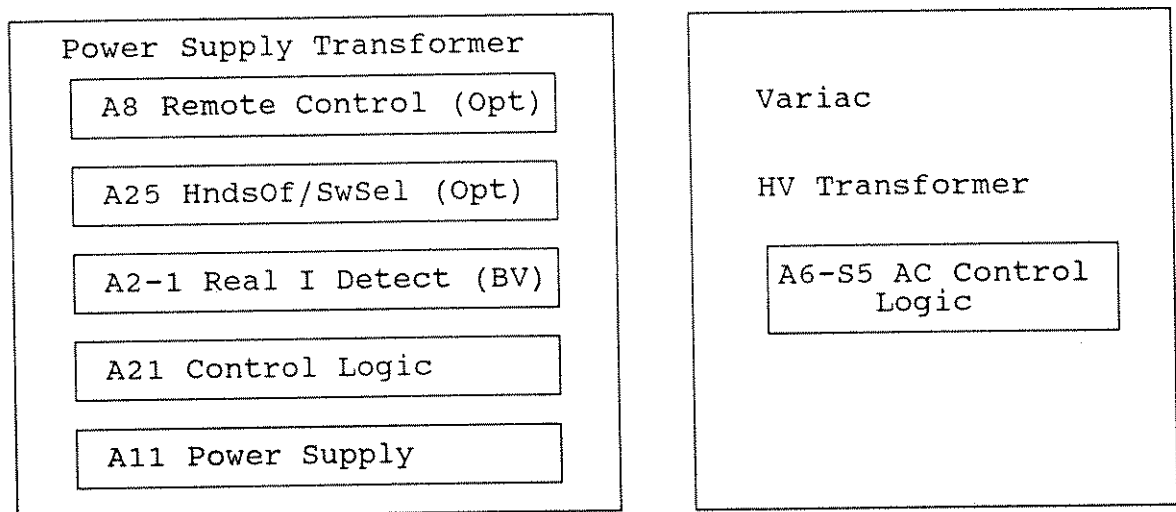 Power Supply Transformer
A8 Remote Control (Opt)
A25 HndsOf/SwSel (Opt)
A2-1 Real I Detect (BV)
A21 Control Logic
A11 Power Supply
Variac
HV Transformer
A6-S5 AC Control
Logic